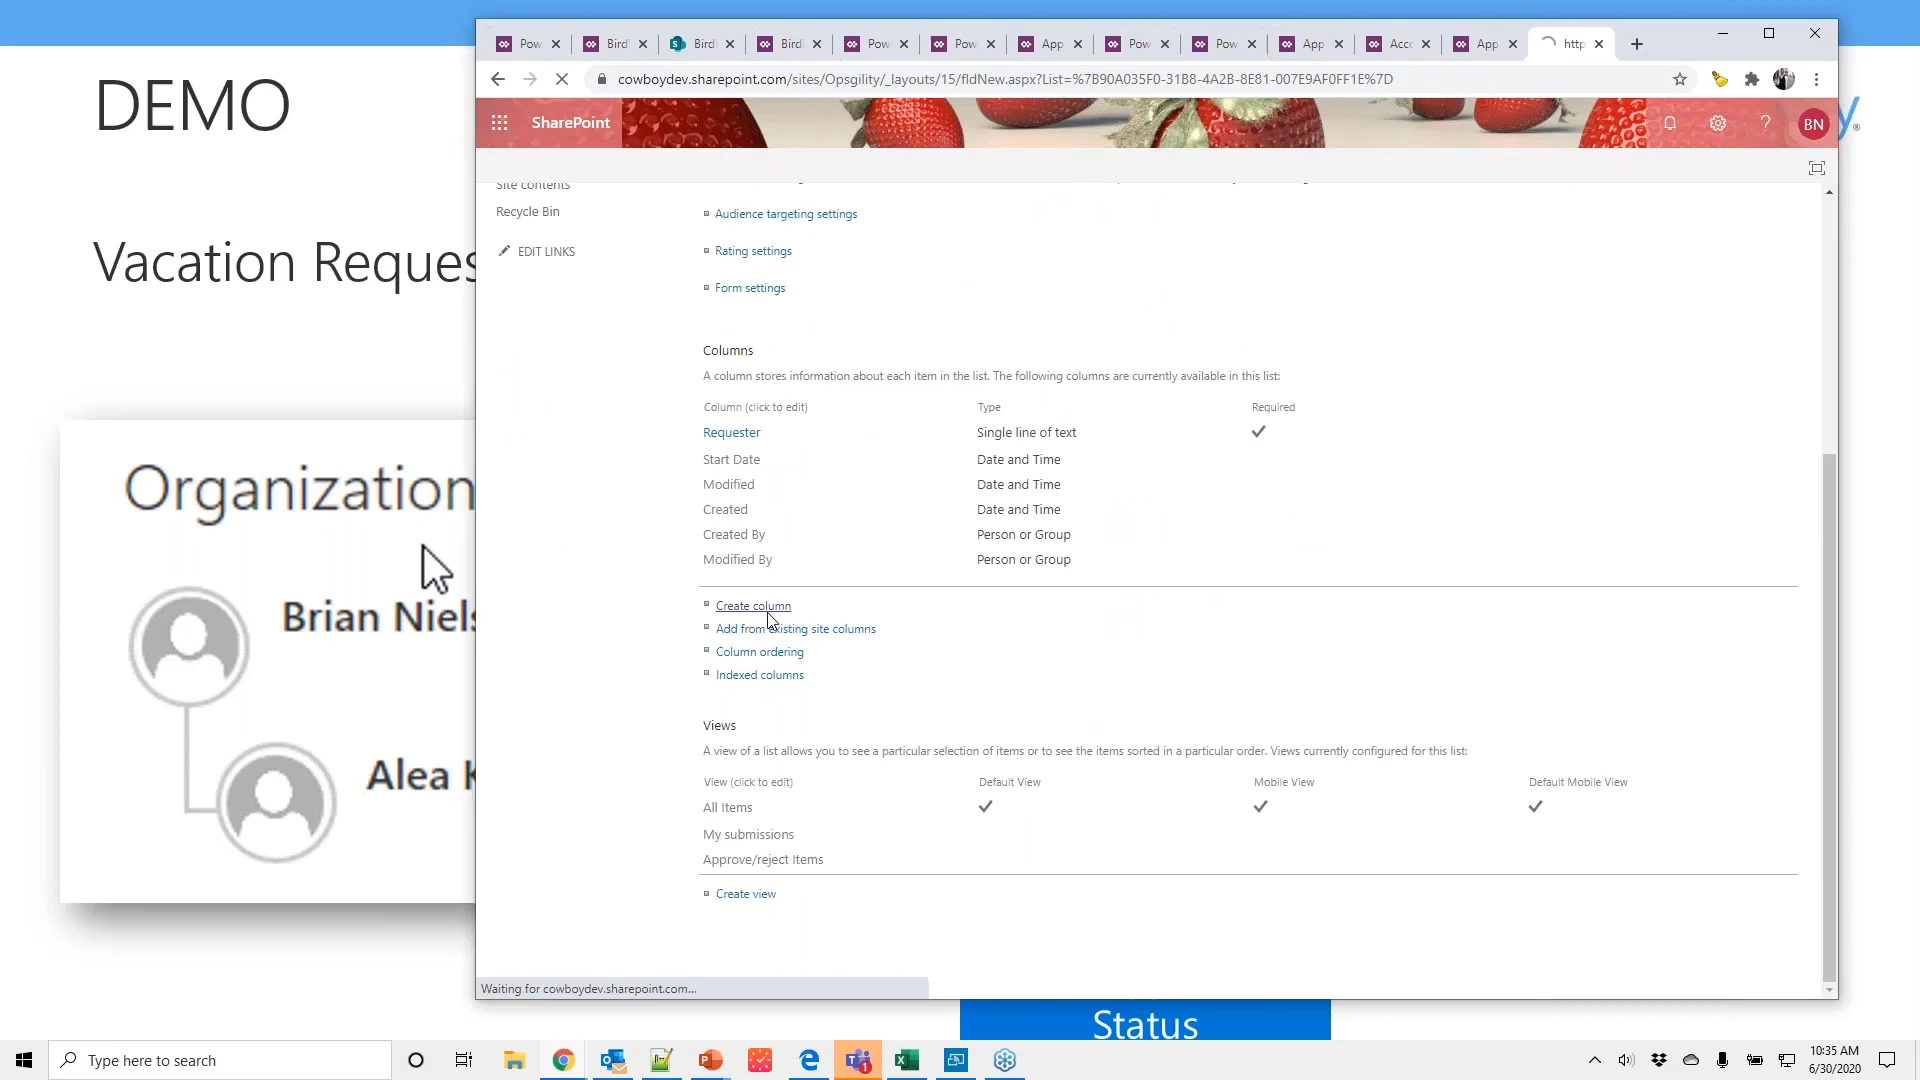 DEMO
Vacation Reques
Organization
Brian Niels
Alea K
Pow
Bird
Bird
Bird
Pow
Pow
App
Pow
Pow
App
Acc
App
http
cowboydev.sharepoint.com/sites/Opsgility/_layouts/15/fldNew.aspx?List=%7B90A035F0-31B8-4A2B-8E81-007E9AF0FF1E%7D
SharePoint
BN
Site contents
Recycle Bin
EDIT LINKS
Audience targeting settings
Rating settings
Form settings
Columns
A column stores information about each item in the list. The following columns are currently available in this list:
Column (click to edit) Type Required
Requester Single line of text
Start Date Date and Time
Modified Date and Time
Created Date and Time
Created By Person or Group
Modified By Person or Group
Create column
Add from existing site columns
Column ordering
Indexed columns
Views
A view of a list allows you to see a particular selection of items or to see the items sorted in a particular order. Views currently configured for this list:
View (click to edit) Default View Mobile View Default Mobile View
All Items
My submissions
Approve/reject Items
Create view
Waiting for cowboydev.sharepoint.com...
Status
Type here to search
10:35 AM
6/30/2020